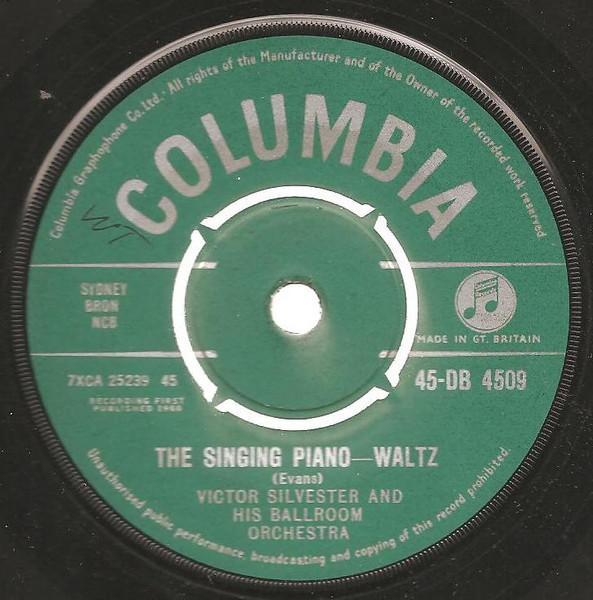 Columbia Graphophone Co. Ltd. · All rights of the Manufacturer and of the Owner of the recorded work reserved
COLUMBIA
WT
SYDNEY
BRON
NCB
Columbia
Records
MADE IN GT. BRITAIN
7XCA 25239 45
45-DB 4509
RECORDING FIRST
PUBLISHED 1960
THE SINGING PIANO—WALTZ
(Evans)
VICTOR SILVESTER AND
HIS BALLROOM
ORCHESTRA
Unauthorised public performance, broadcasting and copying of this record prohibited.